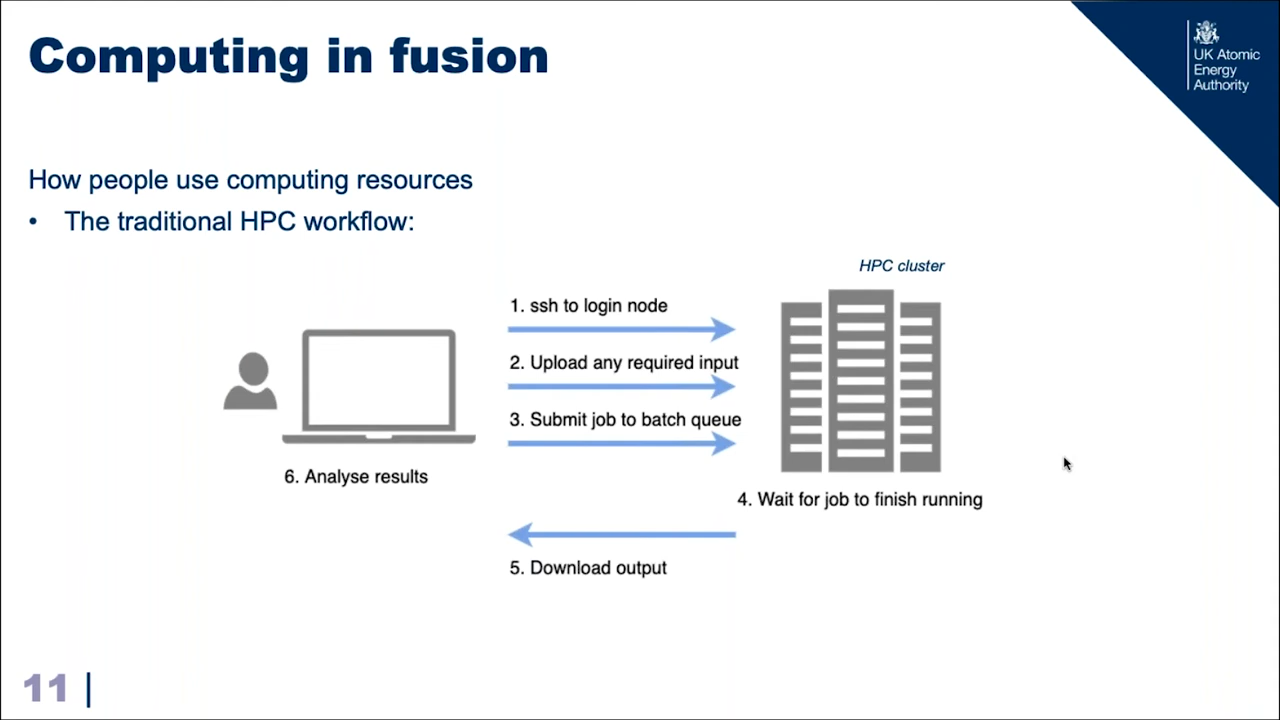 Computing in fusion
UK Atomic
Energy
Authority
How people use computing resources
• The traditional HPC workflow:
HPC cluster
1. ssh to login node
2. Upload any required input
3. Submit job to batch queue
6. Analyse results
4. Wait for job to finish running
5. Download output
11 |